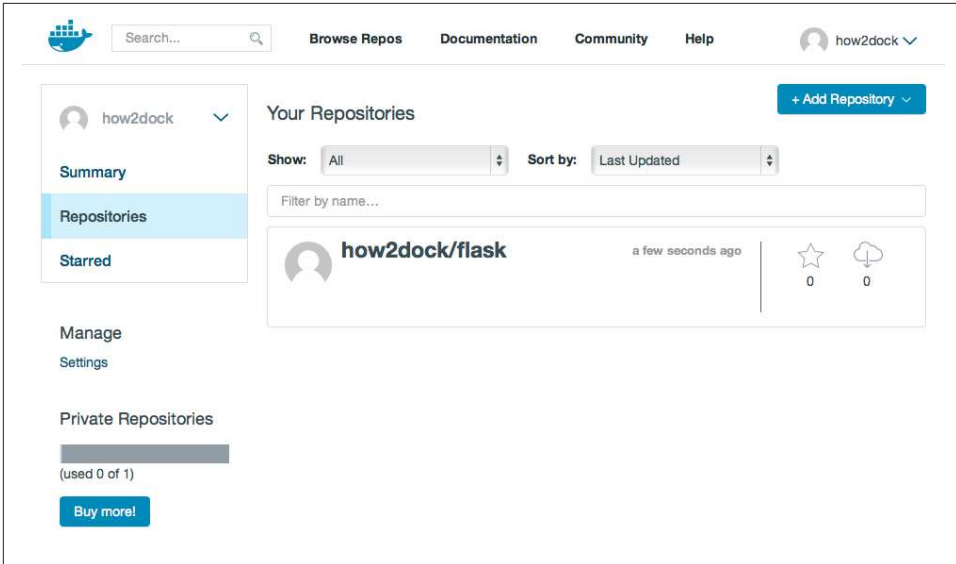 Search...
Browse Repos
Documentation
Community
Help
how2dock
how2dock
Summary
Repositories
Starred
Manage
Settings
Private Repositories
(used 0 of 1)
Buy more!
Your Repositories
+ Add Repository
Show: All
Sort by: Last Updated
Filter by name...
how2dock/flask
a few seconds ago
0
0